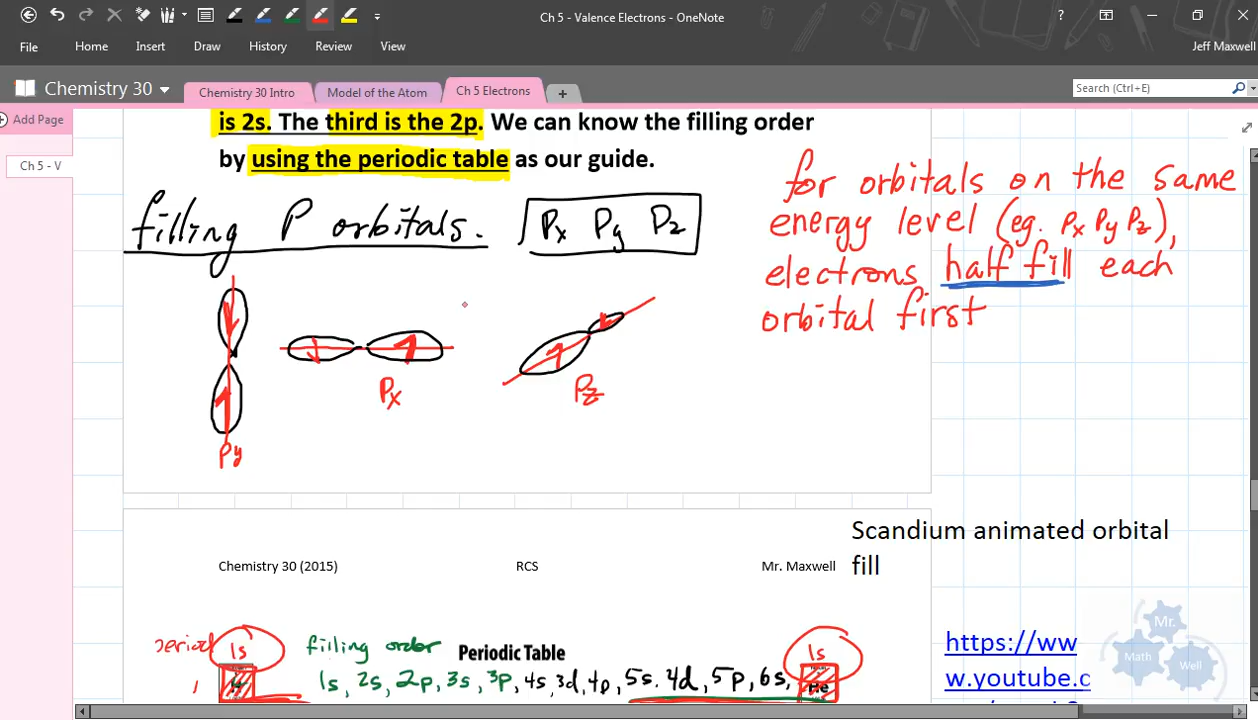 Ch 5 - Valence Electrons - OneNote
?
File
Home
Insert
Draw
History
Review
View
Jeff Maxwell
Chemistry 30
Chemistry 30 Intro
Model of the Atom
Ch 5 Electrons
Search (Ctrl+E)
Add Page
Ch 5 - V
is 2s. The third is the 2p. We can know the filling order
by using the periodic table as our guide.
filling P orbitals.
Px Py Pz
for orbitals on the same
energy level (eg. Px Py Pz),
electrons half fill each
orbital first
Py
Px
Pz
Scandium animated orbital
fill
Chemistry 30 (2015)
RCS
Mr. Maxwell
period
1s
filling order
Periodic Table
1s
1
1s, 2s, 2p, 3s, 3p, 4s, 3d, 4p, 5s, 4d, 5p, 6s,
He
https://ww
w.youtube.c
Mr.
Math
Well